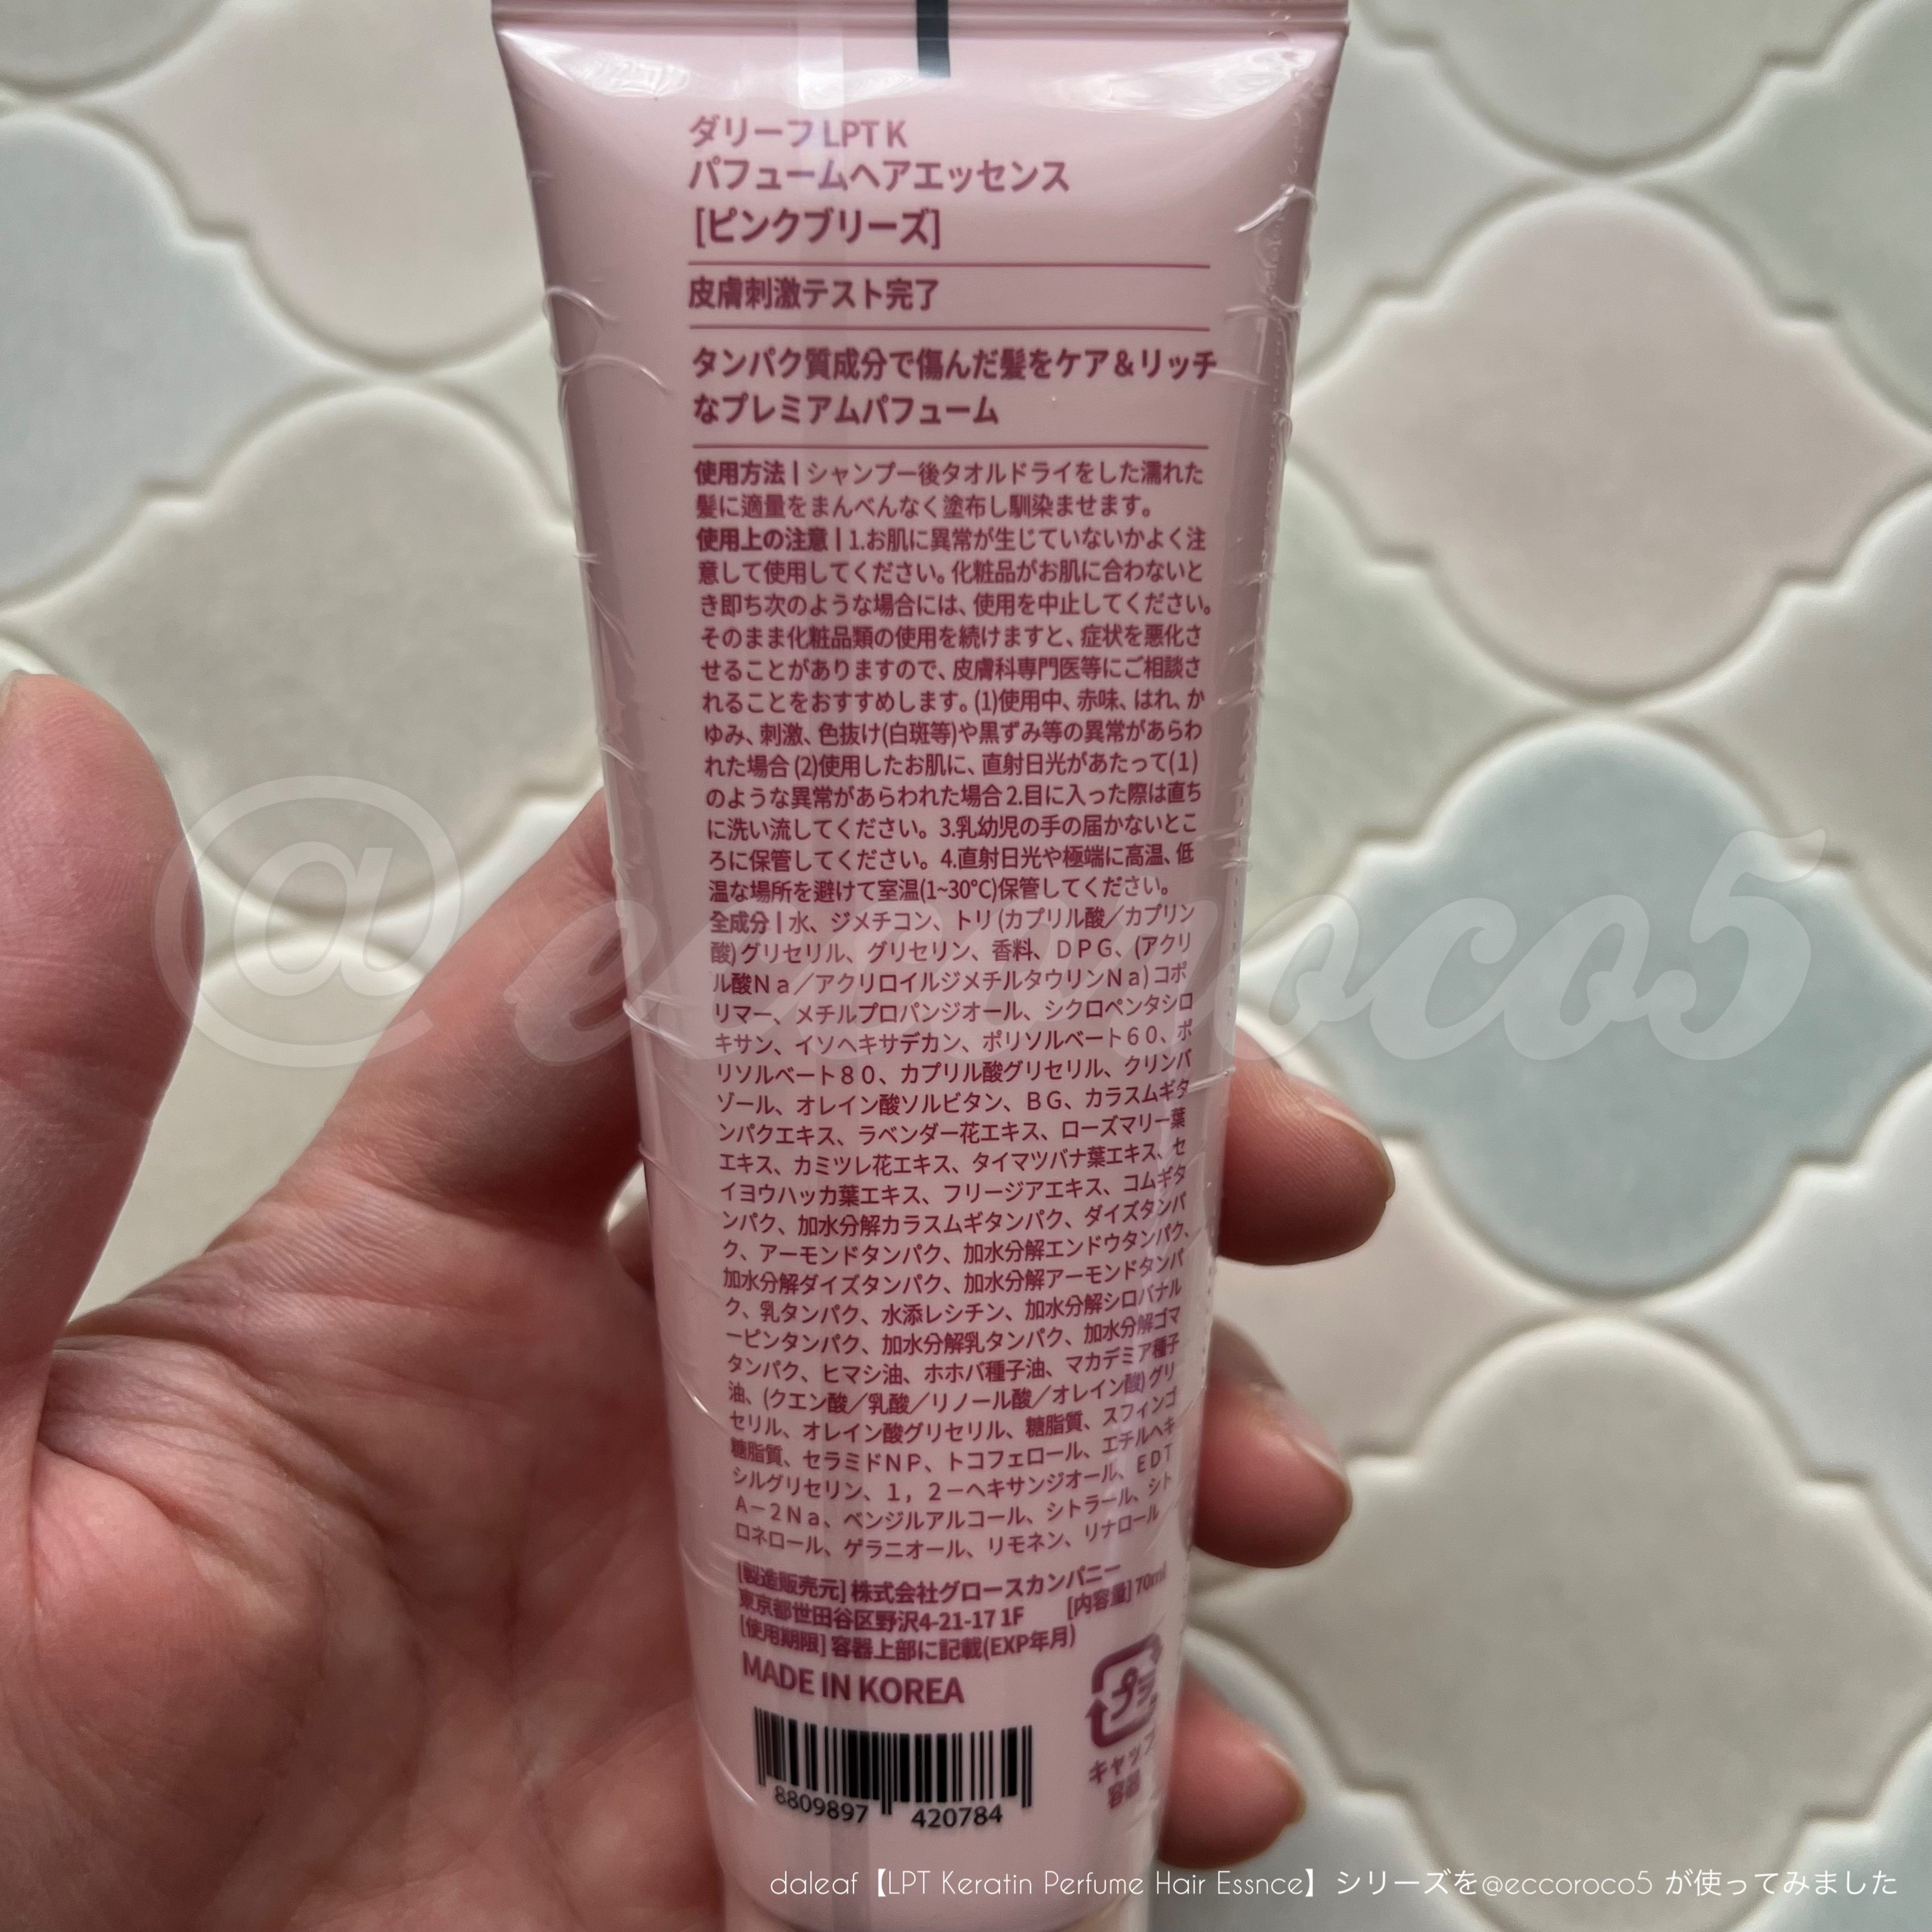 ダリーフ LPT K
パフュームヘアエッセンス
[ピンクブリーズ]
皮膚刺激テスト完了
タンパク質成分で傷んだ髪をケア＆リッチ
なプレミアムパフューム
使用方法 | シャンプー後タオルドライをした濡れた
髪に適量をまんべんなく塗布し馴染ませます。
使用上の注意 | 1.お肌に異常が生じていないかよく注
意して使用してください。化粧品がお肌に合わないと
き即ち次のような場合には、使用を中止してください。
そのまま化粧品類の使用を続けますと、症状を悪化さ
せることがありますので、皮膚科専門医等にご相談さ
れることをおすすめします。(1)使用中、赤味、はれ、か
ゆみ、刺激、色抜け(白斑等)や黒ずみ等の異常があらわ
れた場合 (2)使用したお肌に、直射日光があたって(1)
のような異常があらわれた場合 2.目に入った際は直ち
に洗い流してください。3.乳幼児の手の届かないとこ
ろに保管してください。4.直射日光や極端に高温、低
温な場所を避けて室温(1~30℃)保管してください。
全成分 | 水、ジメチコン、トリ (カプリル酸／カプリン
酸) グリセリル、グリセリン、香料、ＤＰＧ、(アクリ
ル酸Ｎａ／アクリロイルジメチルタウリンＮａ) コポ
リマー、メチルプロパンジオール、シクロペンタシロ
キサン、イソヘキサデカン、ポリソルベート６０、ポ
リソルベート８０、カプリル酸グリセリル、クリンバ
ゾール、オレイン酸ソルビタン、ＢＧ、カラスムギタ
ンパクエキス、ラベンダー花エキス、ローズマリー葉
エキス、カミツレ花エキス、タイマツバナ葉エキス、セ
イヨウハッカ葉エキス、フリージアエキス、コムギタ
ンパク、加水分解カラスムギタンパク、ダイズタンパ
ク、アーモンドタンパク、加水分解エンドウタンパク、
加水分解ダイズタンパク、加水分解アーモンドタンパ
ク、乳タンパク、水添レシチン、加水分解シロバナル
ーピンタンパク、加水分解乳タンパク、加水分解ゴマ
タンパク、ヒマシ油、ホホバ種子油、マカデミア種子
油、(クエン酸／乳酸／リノール酸／オレイン酸) グリ
セリル、オレイン酸グリセリル、糖脂質、スフィンゴ
糖脂質、セラミドＮＰ、トコフェロール、エチルヘキ
シルグリセリン、１，２－ヘキサンジオール、ＥＤＴ
Ａ－２Ｎａ、ベンジルアルコール、シトラール、シト
ロネロール、ゲラニオール、リモネン、リナロール
[製造販売元] 株式会社グロースカンパニー
東京都世田谷区野沢4-21-17 1F [内容量] 70ml
[使用期限] 容器上部に記載(EXP年月)
MADE IN KOREA
プラ
キャップ
容器
8809897 420784
@eccoroco5
daleaf【LPT Keratin Perfume Hair Essnce】シリーズを@eccoroco5 が使ってみました